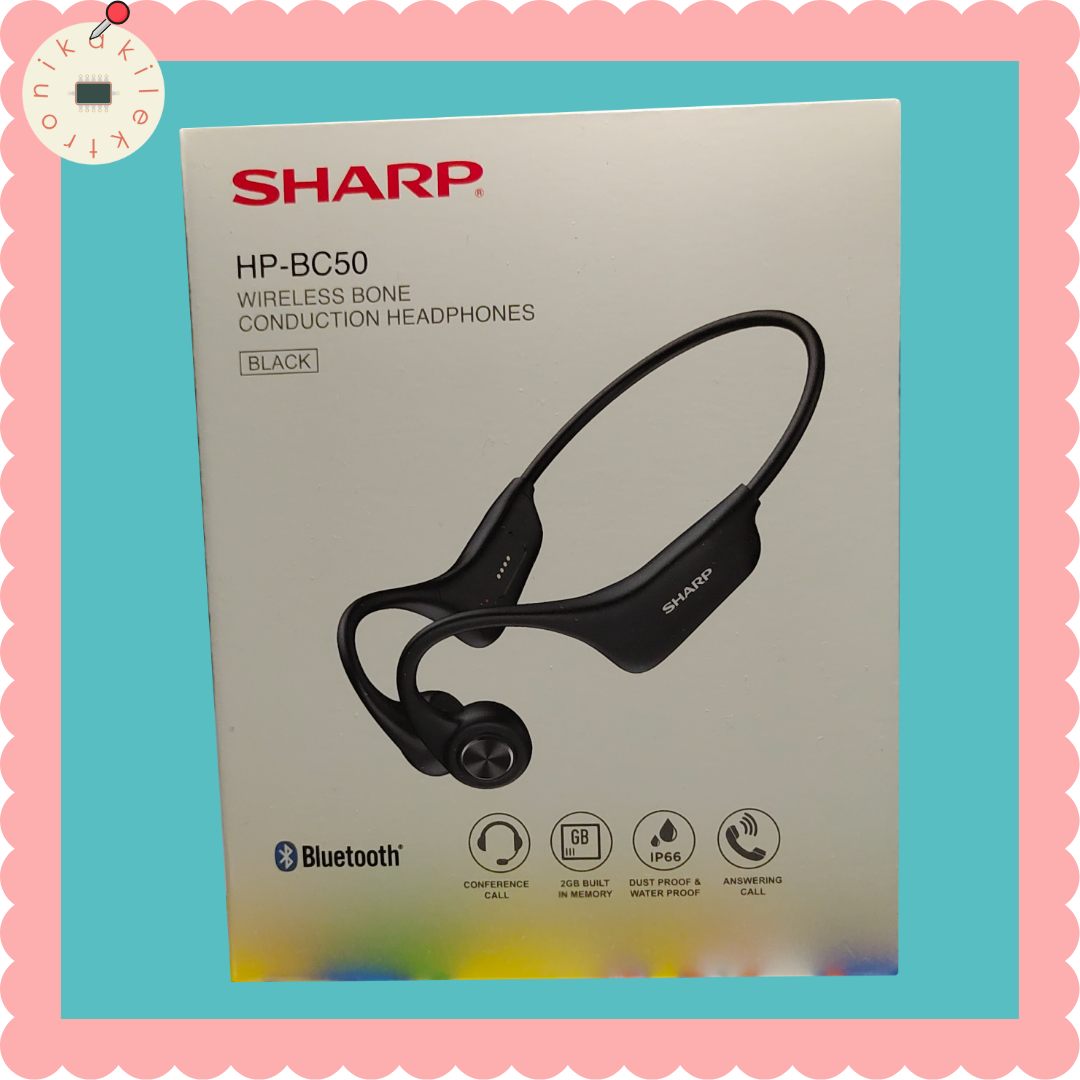 nikakilektro
SHARP®
HP-BC50
WIRELESS BONE
CONDUCTION HEADPHONES
BLACK
SHARP
Bluetooth®
GB
IP66
CONFERENCE
CALL
2GB BUILT
IN MEMORY
DUST PROOF &
WATER PROOF
ANSWERING
CALL